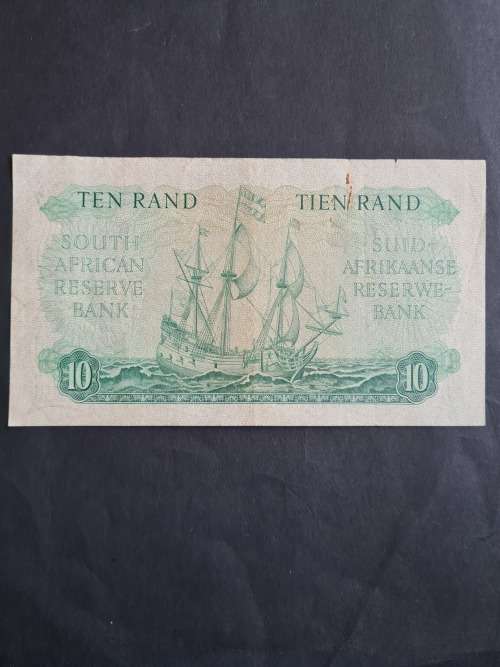 TEN RAND
SOUTH
AFRICAN
RESERVE
BANK
10
TIEN RAND
SUID-
AFRIKAANSE
RESERWE-
BANK
10